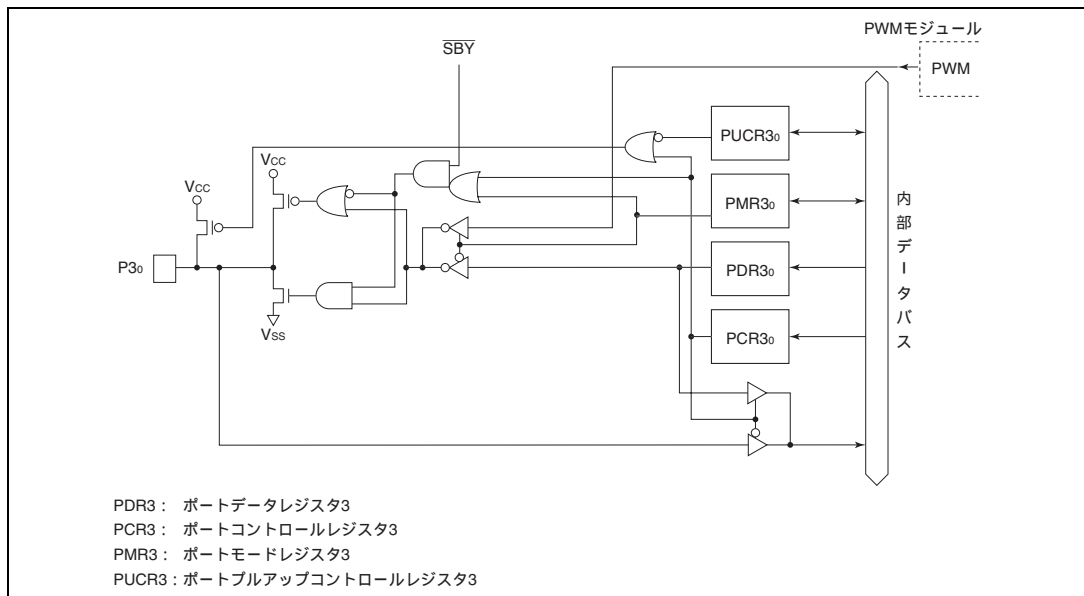 PWMモジュール
SBY
PWM
PUCR3₀
VCC
PMR3₀
VCC
内部データバス
PDR3₀
P3₀
VSS
PCR3₀
PDR3： ポートデータレジスタ3
PCR3： ポートコントロールレジスタ3
PMR3： ポートモードレジスタ3
PUCR3：ポートプルアップコントロールレジスタ3